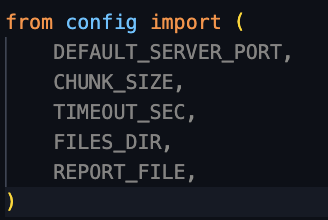 from config import (
    DEFAULT_SERVER_PORT,
    CHUNK_SIZE,
    TIMEOUT_SEC,
    FILES_DIR,
    REPORT_FILE,
)